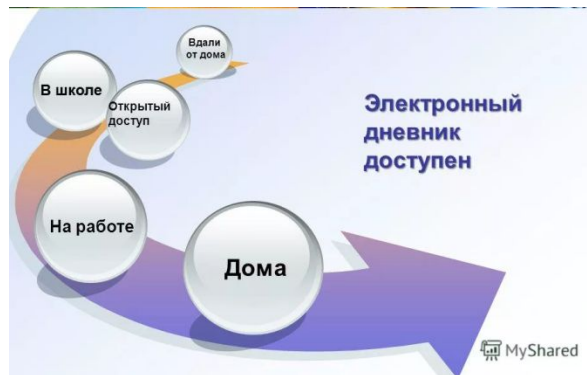 Вдали
от дома
В школе
Открытый
доступ
На работе
Дома
Электронный
дневник
доступен
MyShared